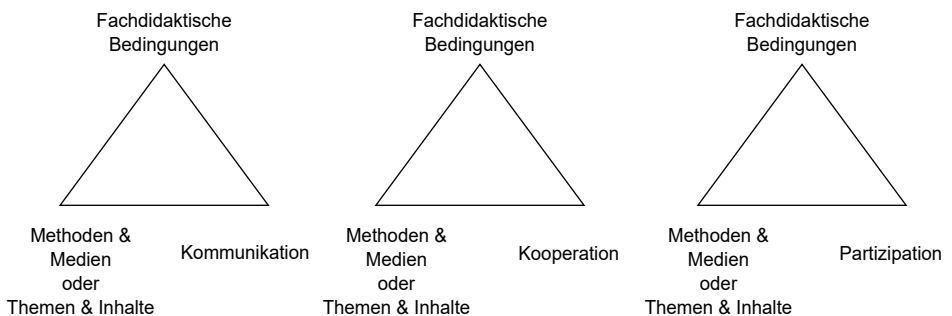 Fachdidaktische
Bedingungen
Methoden &
Medien
oder
Themen & Inhalte
Kommunikation
Fachdidaktische
Bedingungen
Methoden &
Medien
oder
Themen & Inhalte
Kooperation
Fachdidaktische
Bedingungen
Methoden &
Medien
oder
Themen & Inhalte
Partizipation